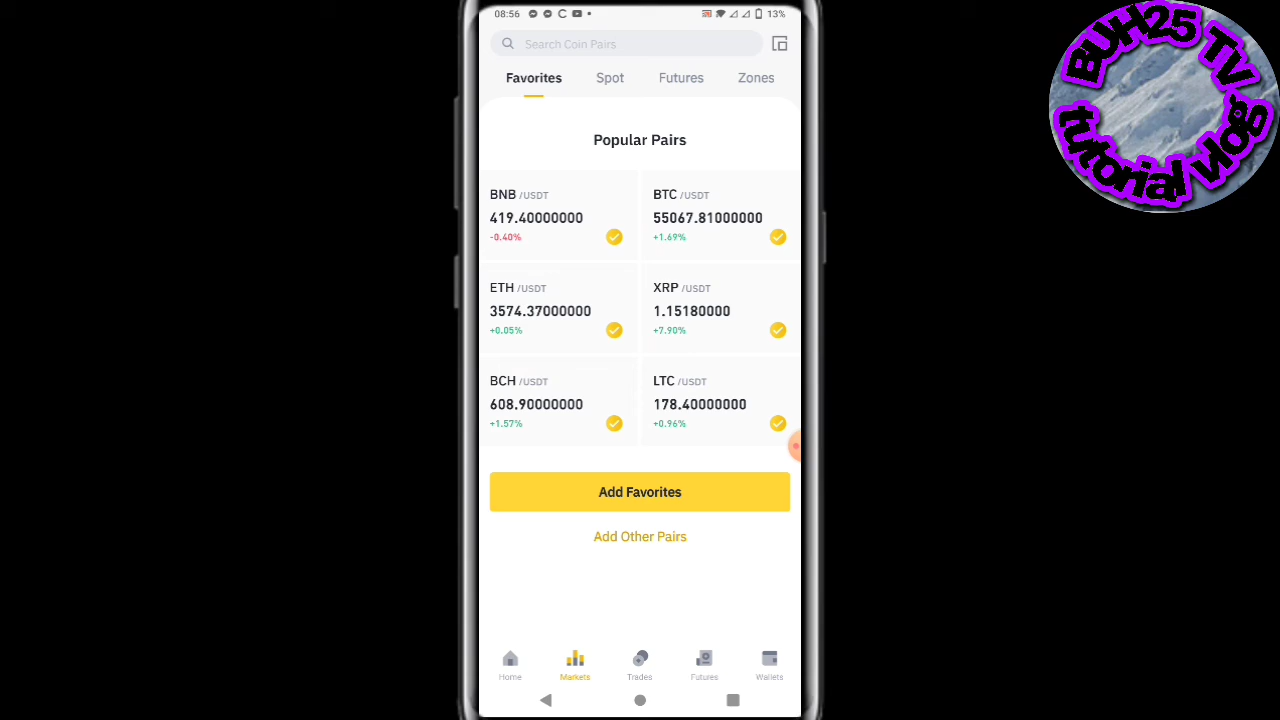 08:56 13%
Search Coin Pairs
Favorites Spot Futures Zones
Popular Pairs
BNB /USDT
419.40000000
-0.40%
BTC /USDT
55067.81000000
+1.69%
ETH /USDT
3574.37000000
+0.05%
XRP /USDT
1.15180000
+7.90%
BCH /USDT
608.90000000
+1.57%
LTC /USDT
178.40000000
+0.96%
Add Favorites
Add Other Pairs
Home Markets Trades Futures Wallets
BUH25 TV
tutorial Vlog